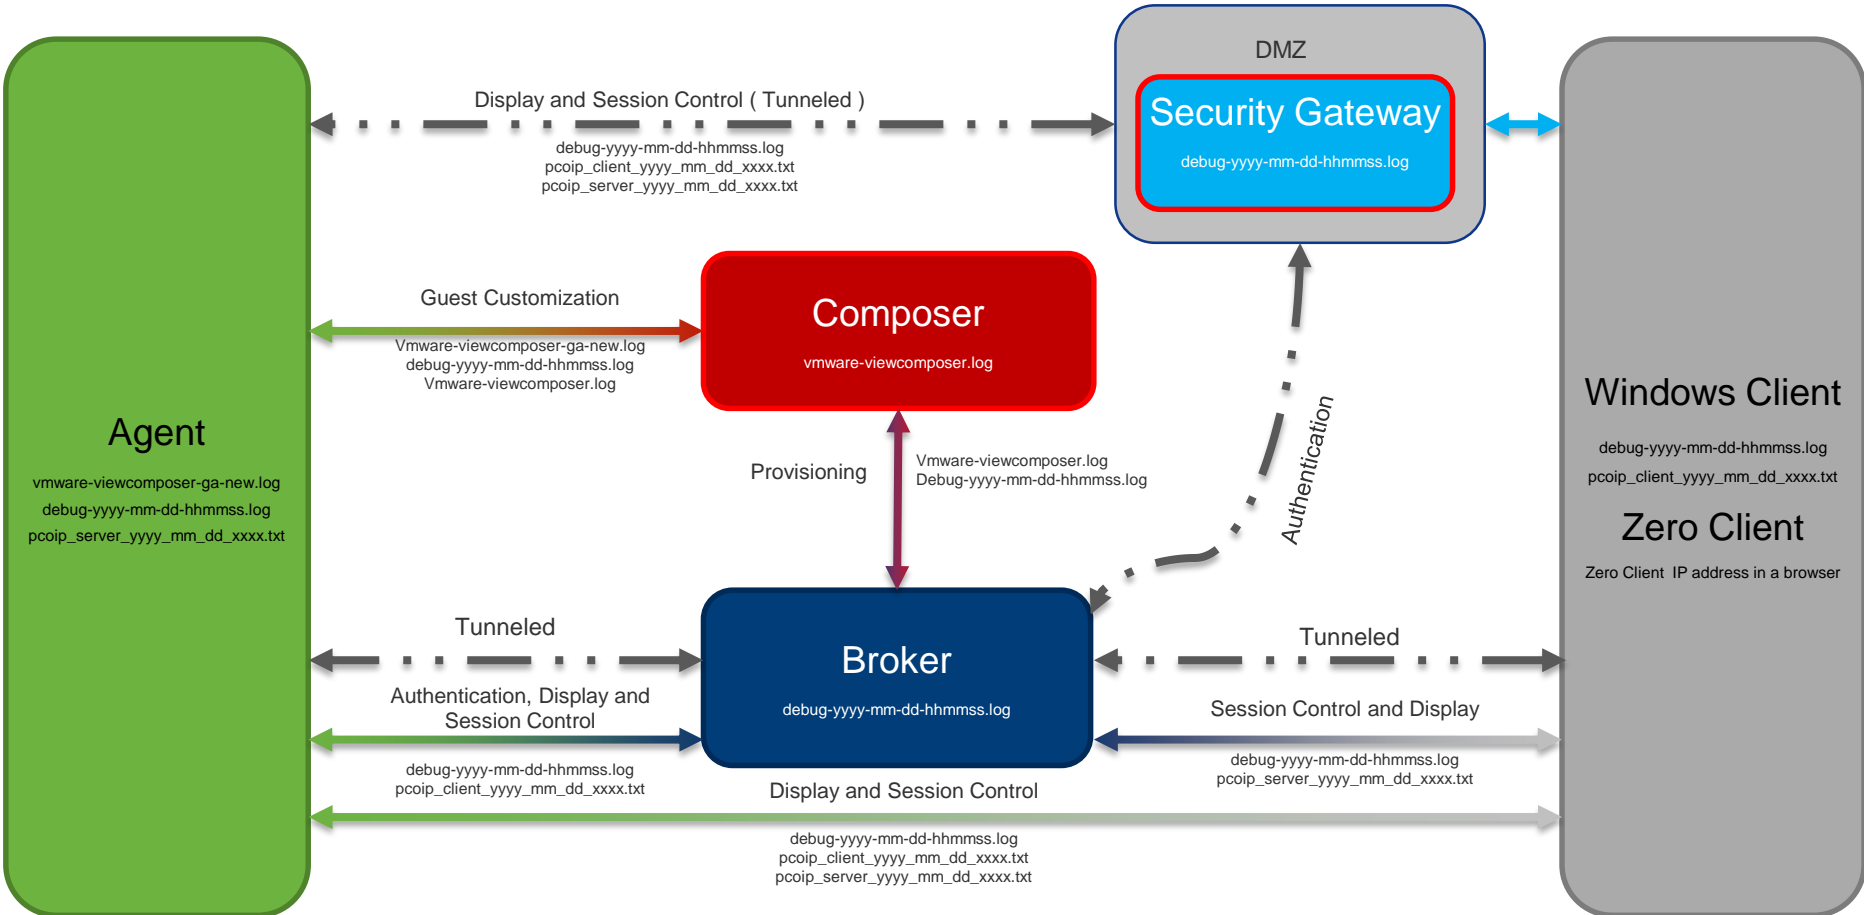 DMZ
Security Gateway
debug-yyyy-mm-dd-hhmmss.log
Display and Session Control ( Tunneled )
debug-yyyy-mm-dd-hhmmss.log
pcoip_client_yyyy_mm_dd_xxxx.txt
pcoip_server_yyyy_mm_dd_xxxx.txt
Guest Customization
Vmware-viewcomposer-ga-new.log
debug-yyyy-mm-dd-hhmmss.log
Vmware-viewcomposer.log
Composer
vmware-viewcomposer.log
Agent
vmware-viewcomposer-ga-new.log
debug-yyyy-mm-dd-hhmmss.log
pcoip_server_yyyy_mm_dd_xxxx.txt
Provisioning
Vmware-viewcomposer.log
Debug-yyyy-mm-dd-hhmmss.log
Authentication
Windows Client
debug-yyyy-mm-dd-hhmmss.log
pcoip_client_yyyy_mm_dd_xxxx.txt
Zero Client
Zero Client IP address in a browser
Tunneled
Authentication, Display and
Session Control
debug-yyyy-mm-dd-hhmmss.log
pcoip_client_yyyy_mm_dd_xxxx.txt
Broker
debug-yyyy-mm-dd-hhmmss.log
Tunneled
Session Control and Display
debug-yyyy-mm-dd-hhmmss.log
pcoip_server_yyyy_mm_dd_xxxx.txt
Display and Session Control
debug-yyyy-mm-dd-hhmmss.log
pcoip_client_yyyy_mm_dd_xxxx.txt
pcoip_server_yyyy_mm_dd_xxxx.txt